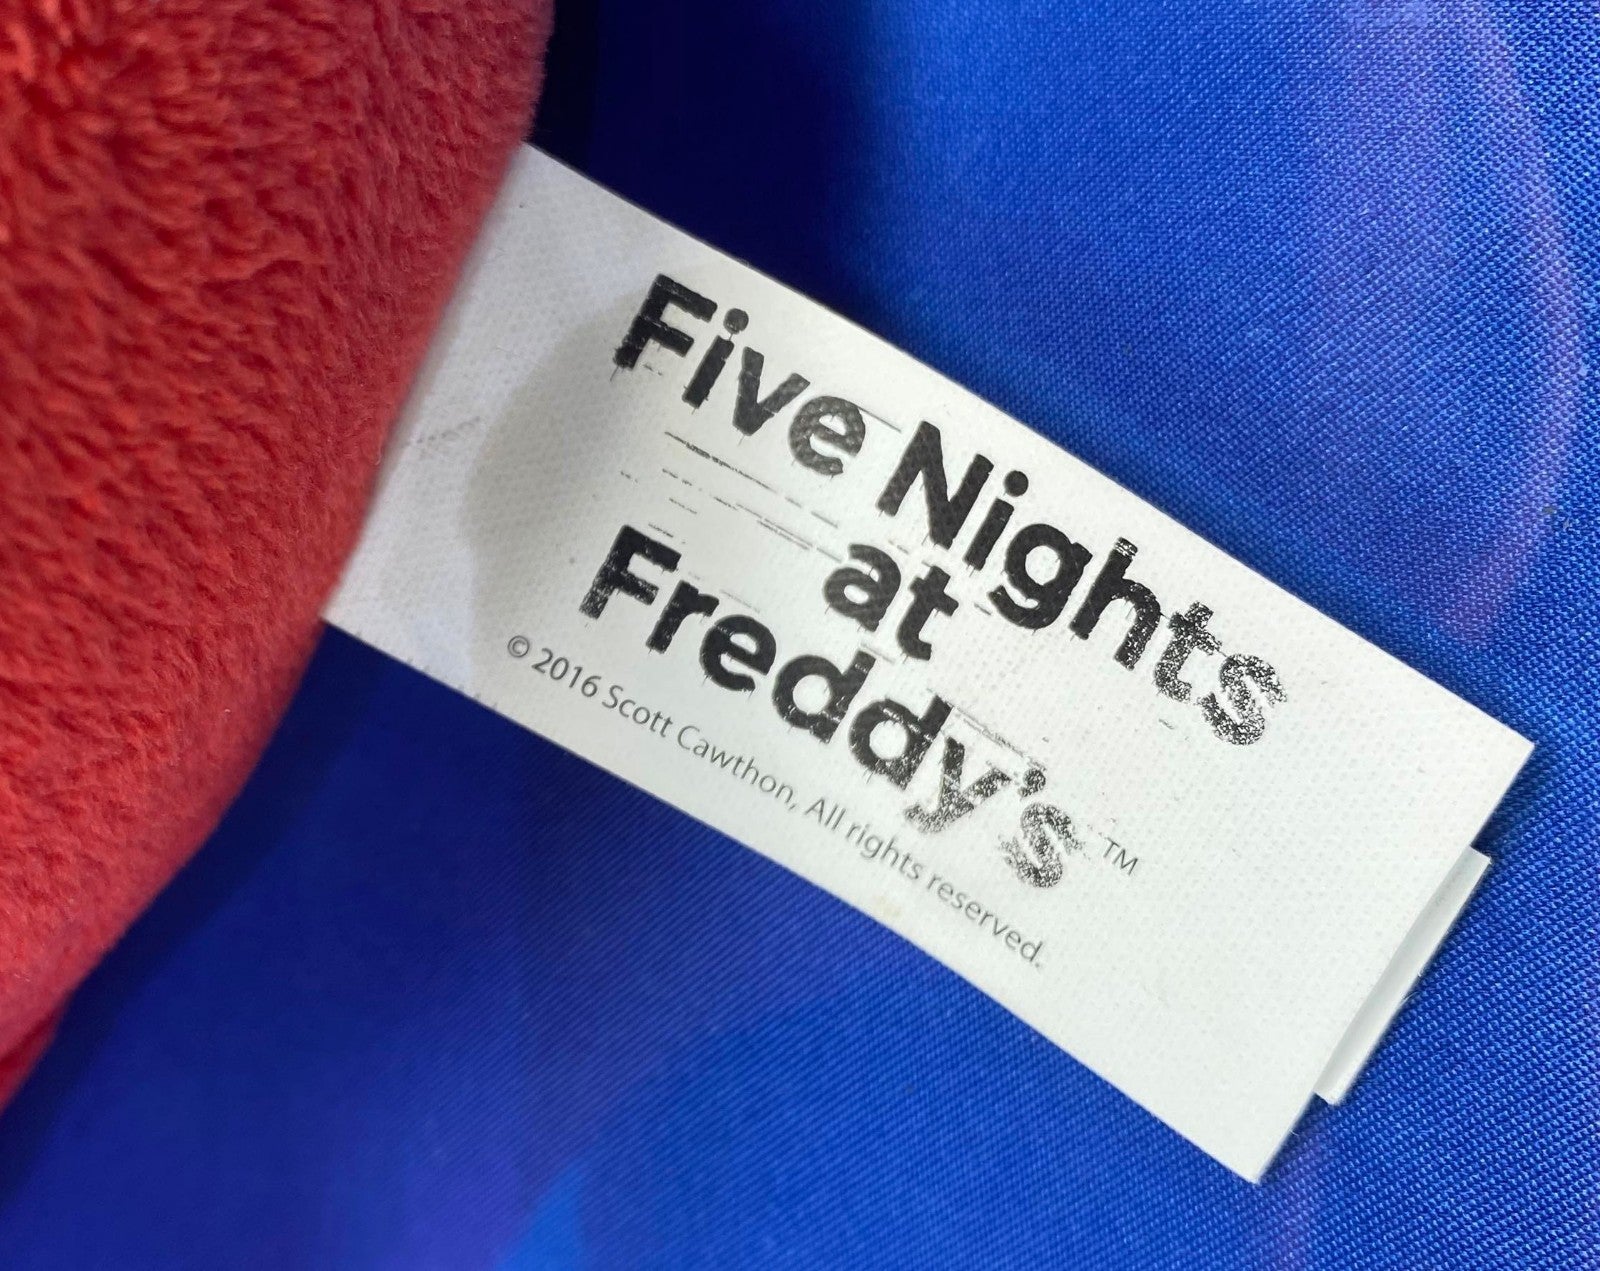 Five Nights
at
Freddy's™
© 2016 Scott Cawthon, All rights reserved.